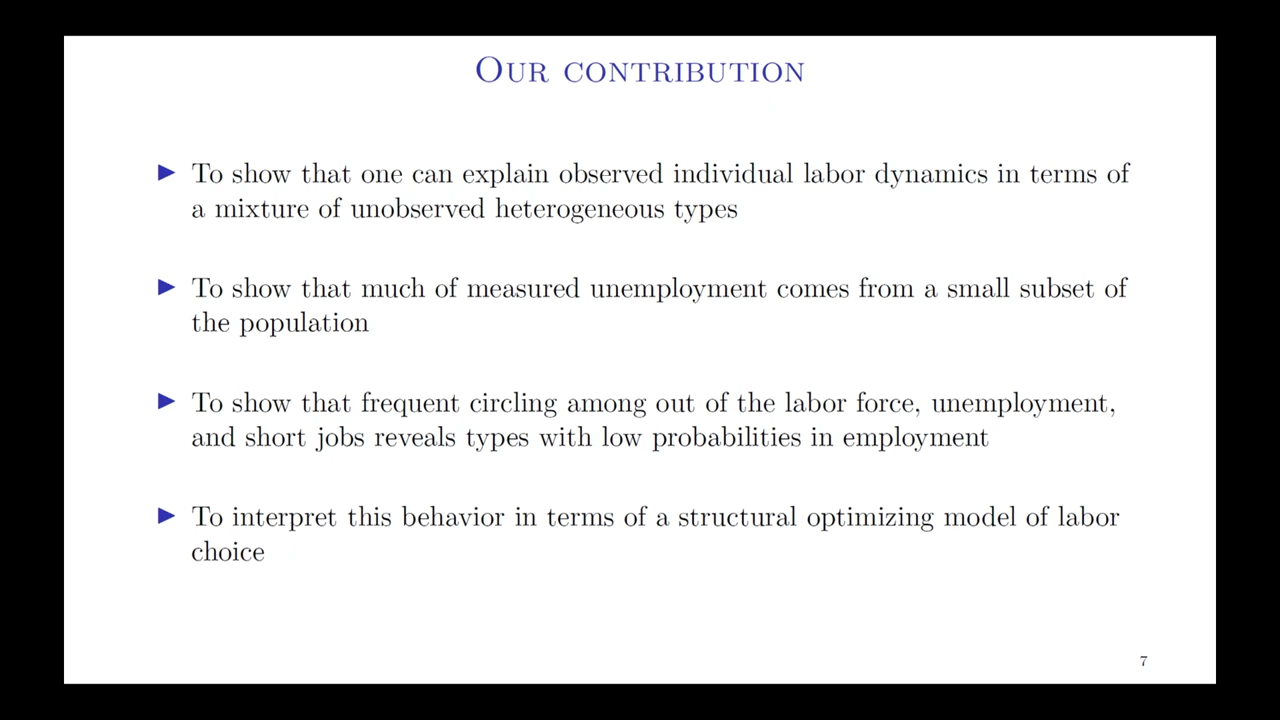 Our contribution
To show that one can explain observed individual labor dynamics in terms of
a mixture of unobserved heterogeneous types
To show that much of measured unemployment comes from a small subset of
the population
To show that frequent circling among out of the labor force, unemployment,
and short jobs reveals types with low probabilities in employment
To interpret this behavior in terms of a structural optimizing model of labor
choice
7